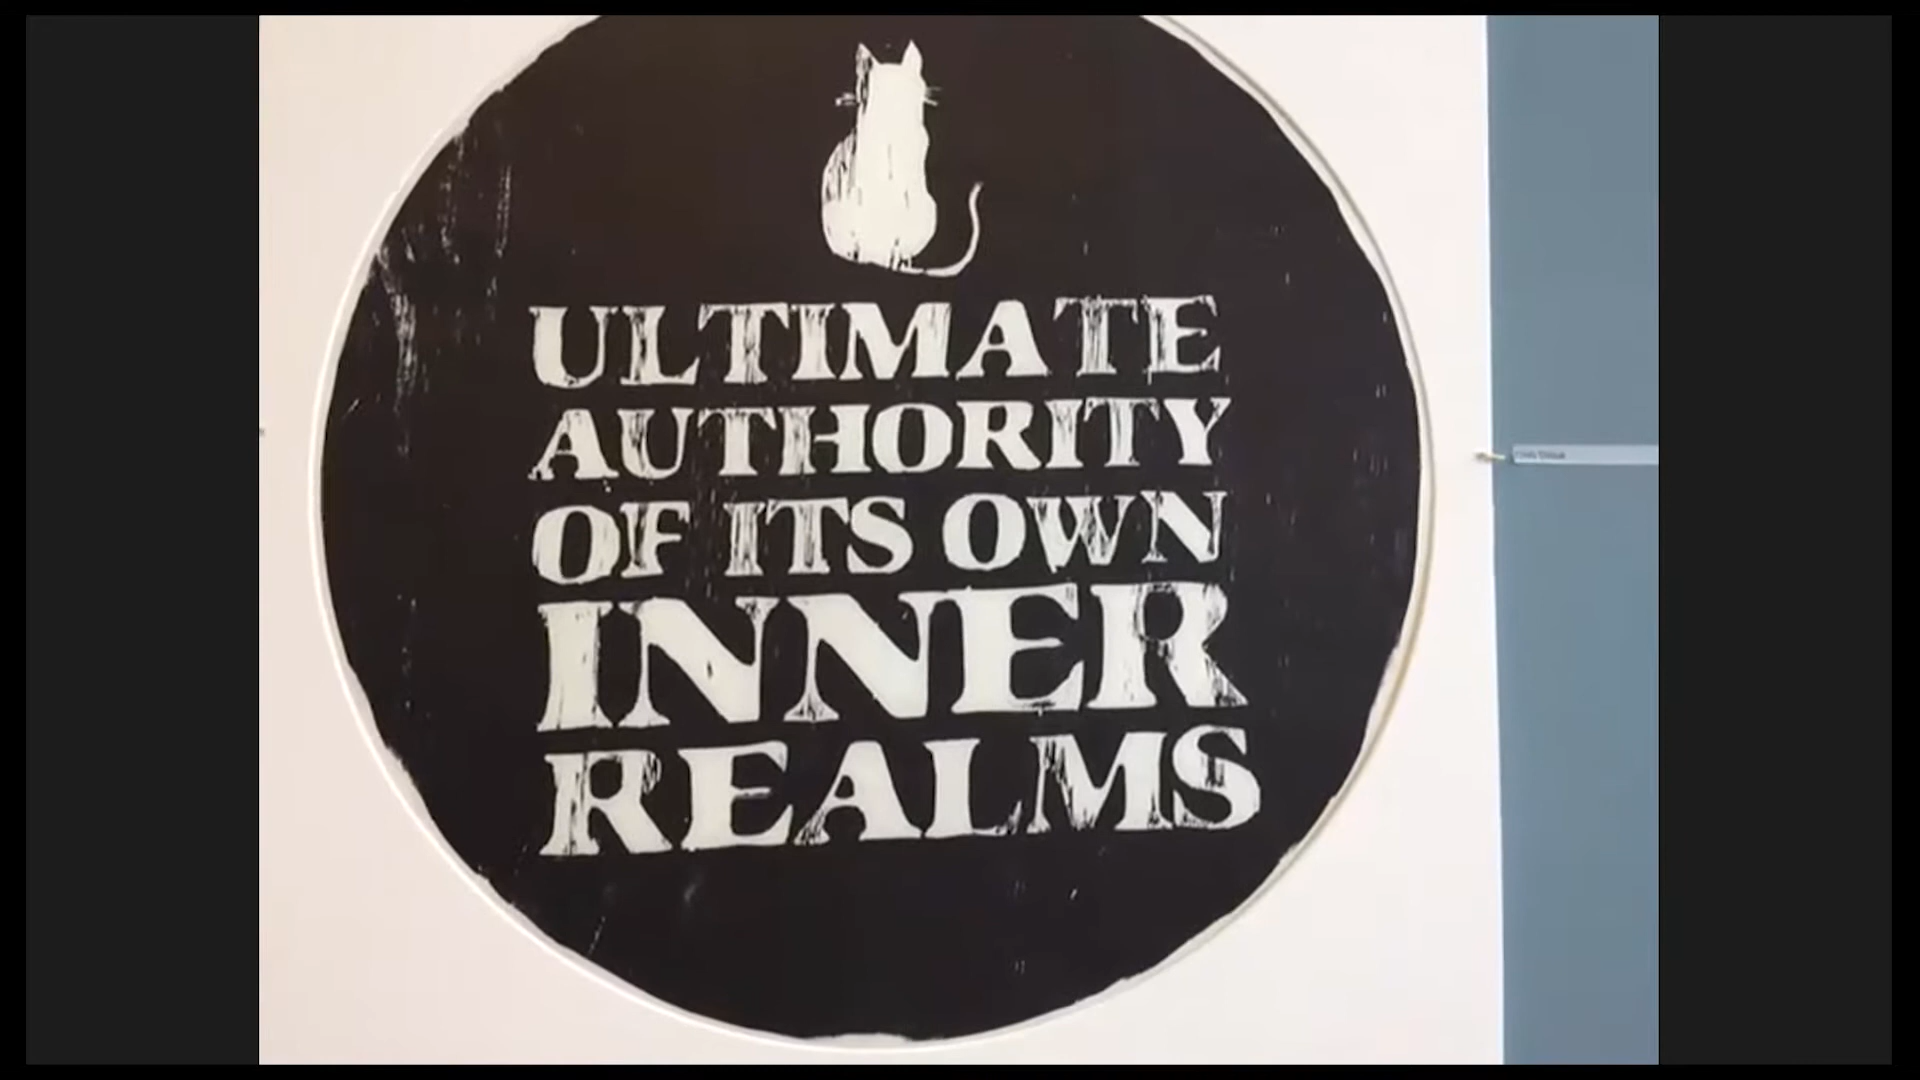 ULTIMATE
AUTHORITY
OF ITS OWN
INNER
REALMS